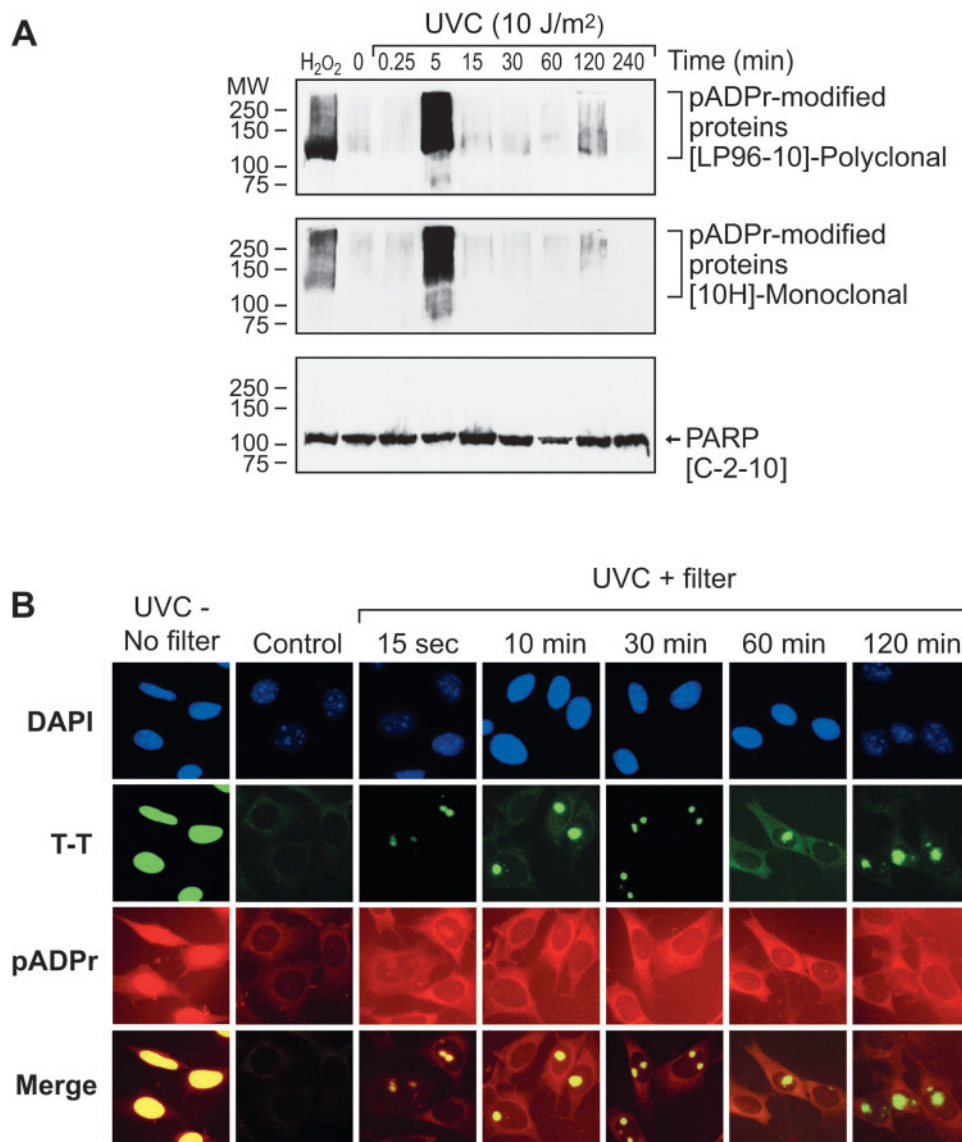 A
UVC (10 J/m²)
H₂O₂ 0 0.25 5 15 30 60 120 240 Time (min)
MW
250
150
100
75
pADPr-modified
proteins
[LP96-10]-Polyclonal
250
150
100
75
pADPr-modified
proteins
[10H]-Monoclonal
250
150
100
75
PARP
[C-2-10]
B
UVC + filter
UVC -
No filter
Control
15 sec
10 min
30 min
60 min
120 min
DAPI
T-T
pADPr
Merge